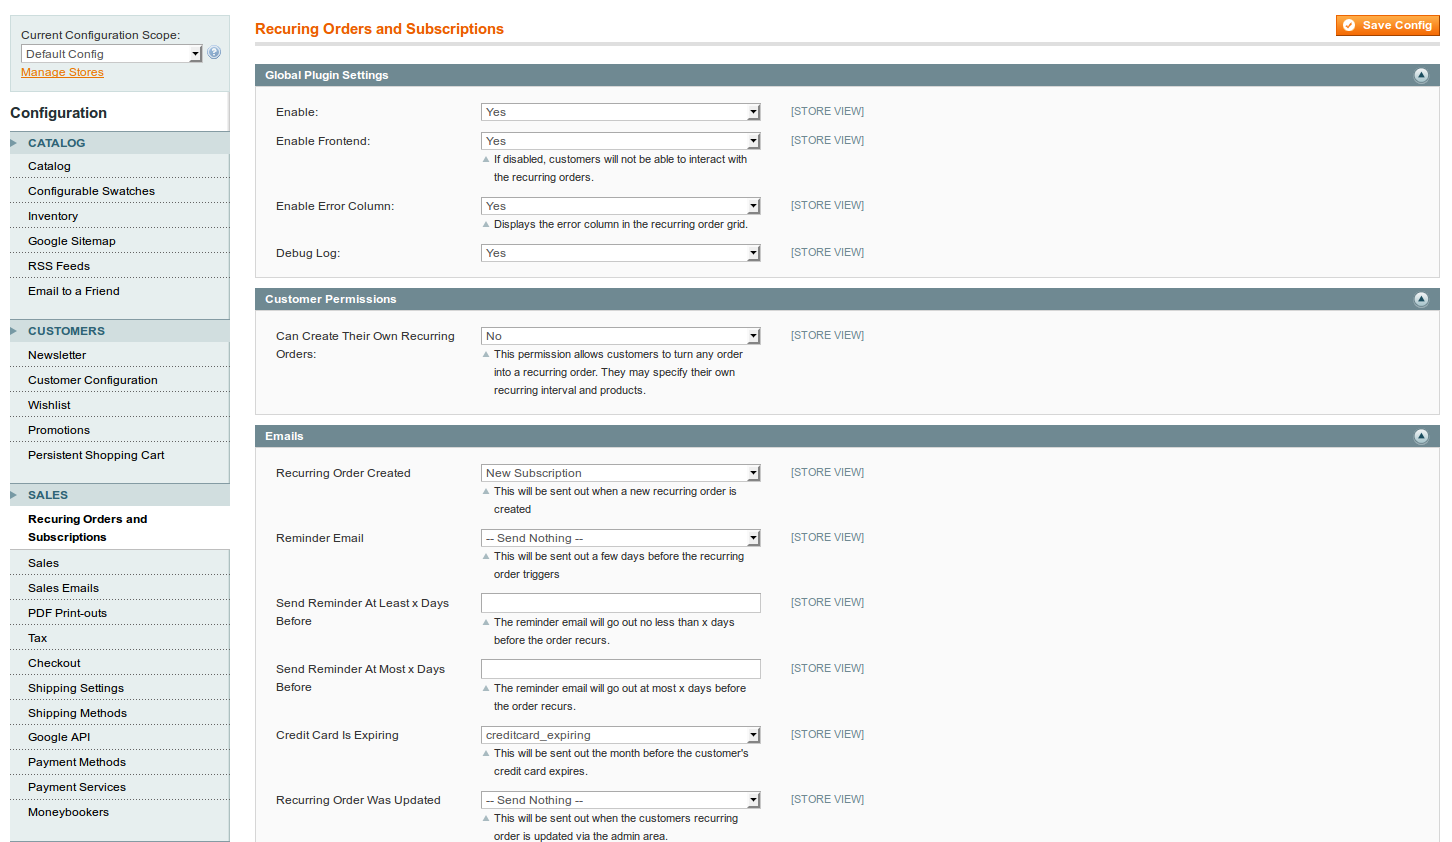 Current Configuration Scope:
Default Config
Manage Stores
Configuration
CATALOG
Catalog
Configurable Swatches
Inventory
Google Sitemap
RSS Feeds
Email to a Friend
CUSTOMERS
Newsletter
Customer Configuration
Wishlist
Promotions
Persistent Shopping Cart
SALES
Recuring Orders and
Subscriptions
Sales
Sales Emails
PDF Print-outs
Tax
Checkout
Shipping Settings
Shipping Methods
Google API
Payment Methods
Payment Services
Moneybookers
Recuring Orders and Subscriptions
Save Config
Global Plugin Settings
Enable: Yes [STORE VIEW]
Enable Frontend: Yes [STORE VIEW]
If disabled, customers will not be able to interact with
the recurring orders.
Enable Error Column: Yes [STORE VIEW]
Displays the error column in the recurring order grid.
Debug Log: Yes [STORE VIEW]
Customer Permissions
Can Create Their Own Recurring
Orders:
No [STORE VIEW]
This permission allows customers to turn any order
into a recurring order. They may specify their own
recurring interval and products.
Emails
Recurring Order Created New Subscription [STORE VIEW]
This will be sent out when a new recurring order is
created
Reminder Email -- Send Nothing -- [STORE VIEW]
This will be sent out a few days before the recurring
order triggers
Send Reminder At Least x Days
Before
[STORE VIEW]
The reminder email will go out no less than x days
before the order recurs.
Send Reminder At Most x Days
Before
[STORE VIEW]
The reminder email will go out at most x days before
the order recurs.
Credit Card Is Expiring creditcard_expiring [STORE VIEW]
This will be sent out the month before the customer's
credit card expires.
Recurring Order Was Updated -- Send Nothing -- [STORE VIEW]
This will be sent out when the customers recurring
order is updated via the admin area.